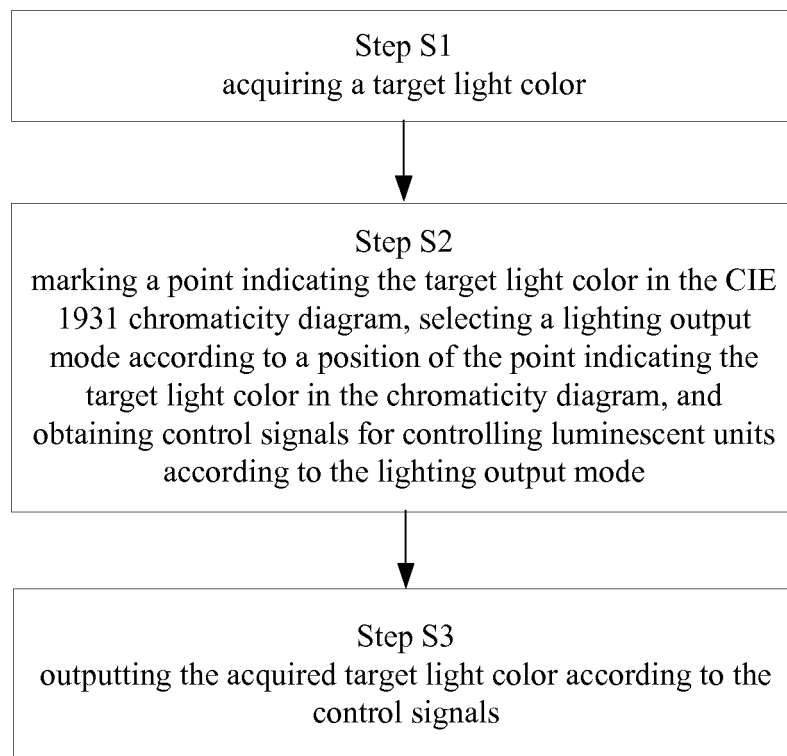 Step S1
acquiring a target light color
Step S2
marking a point indicating the target light color in the CIE
1931 chromaticity diagram, selecting a lighting output
mode according to a position of the point indicating the
target light color in the chromaticity diagram, and
obtaining control signals for controlling luminescent units
according to the lighting output mode
Step S3
outputting the acquired target light color according to the
control signals